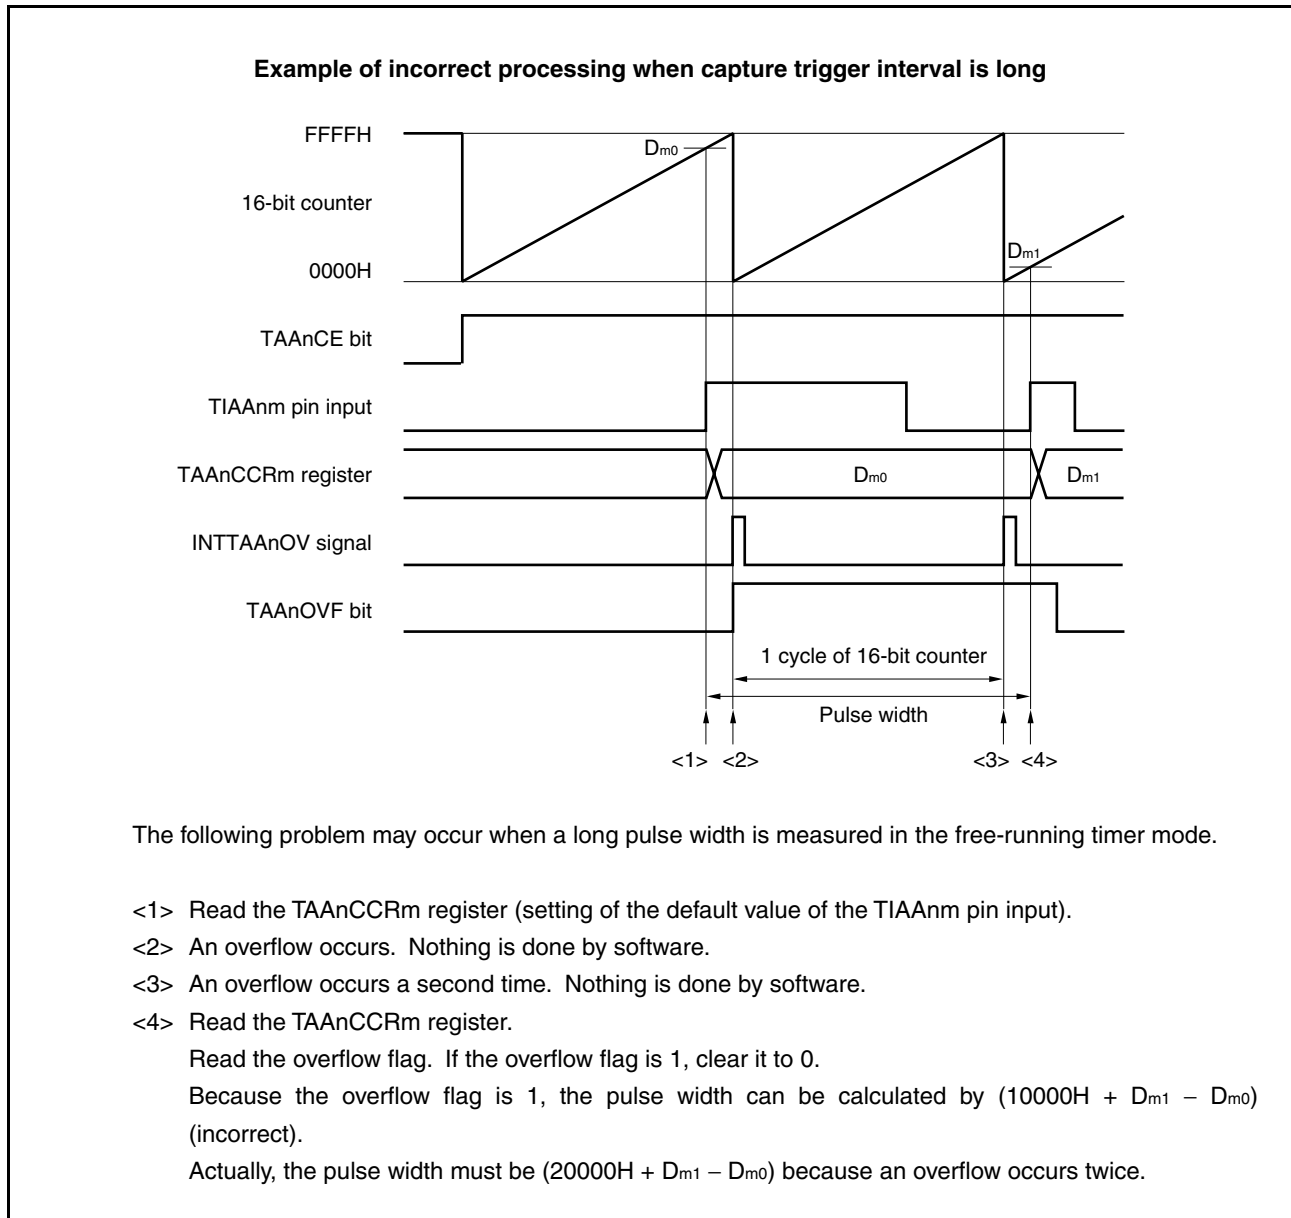 Example of incorrect processing when capture trigger interval is long
FFFFH
Dm0
16-bit counter
Dm1
0000H
TAAnCE bit
TIAAnm pin input
TAAnCCRm register
Dm0
Dm1
INTTAAnOV signal
TAAnOVF bit
1 cycle of 16-bit counter
Pulse width
<1> <2> <3> <4>
The following problem may occur when a long pulse width is measured in the free-running timer mode.
<1> Read the TAAnCCRm register (setting of the default value of the TIAAnm pin input).
<2> An overflow occurs. Nothing is done by software.
<3> An overflow occurs a second time. Nothing is done by software.
<4> Read the TAAnCCRm register.
Read the overflow flag. If the overflow flag is 1, clear it to 0.
Because the overflow flag is 1, the pulse width can be calculated by (10000H + Dm1 − Dm0)
(incorrect).
Actually, the pulse width must be (20000H + Dm1 − Dm0) because an overflow occurs twice.